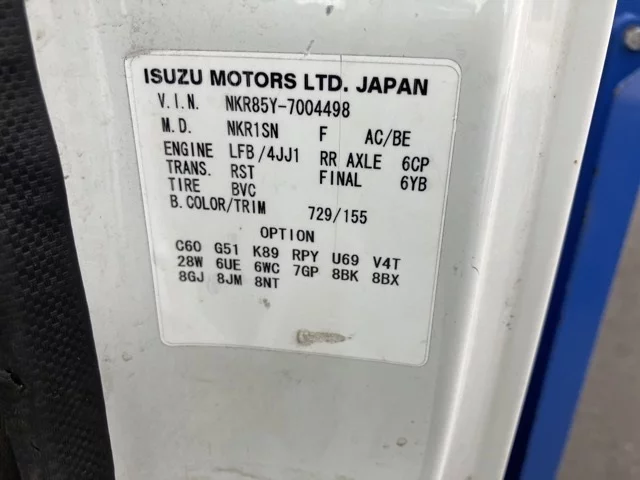 ISUZU MOTORS LTD. JAPAN
V.I.N. NKR85Y-7004498
M.D. NKR1SN F AC/BE
ENGINE LFB/4JJ1 RR AXLE 6CP
TRANS. RST FINAL 6YB
TIRE BVC
B.COLOR/TRIM 729/155
OPTION
C60 G51 K89 RPY U69 V4T
28W 6UE 6WC 7GP 8BK 8BX
8GJ 8JM 8NT